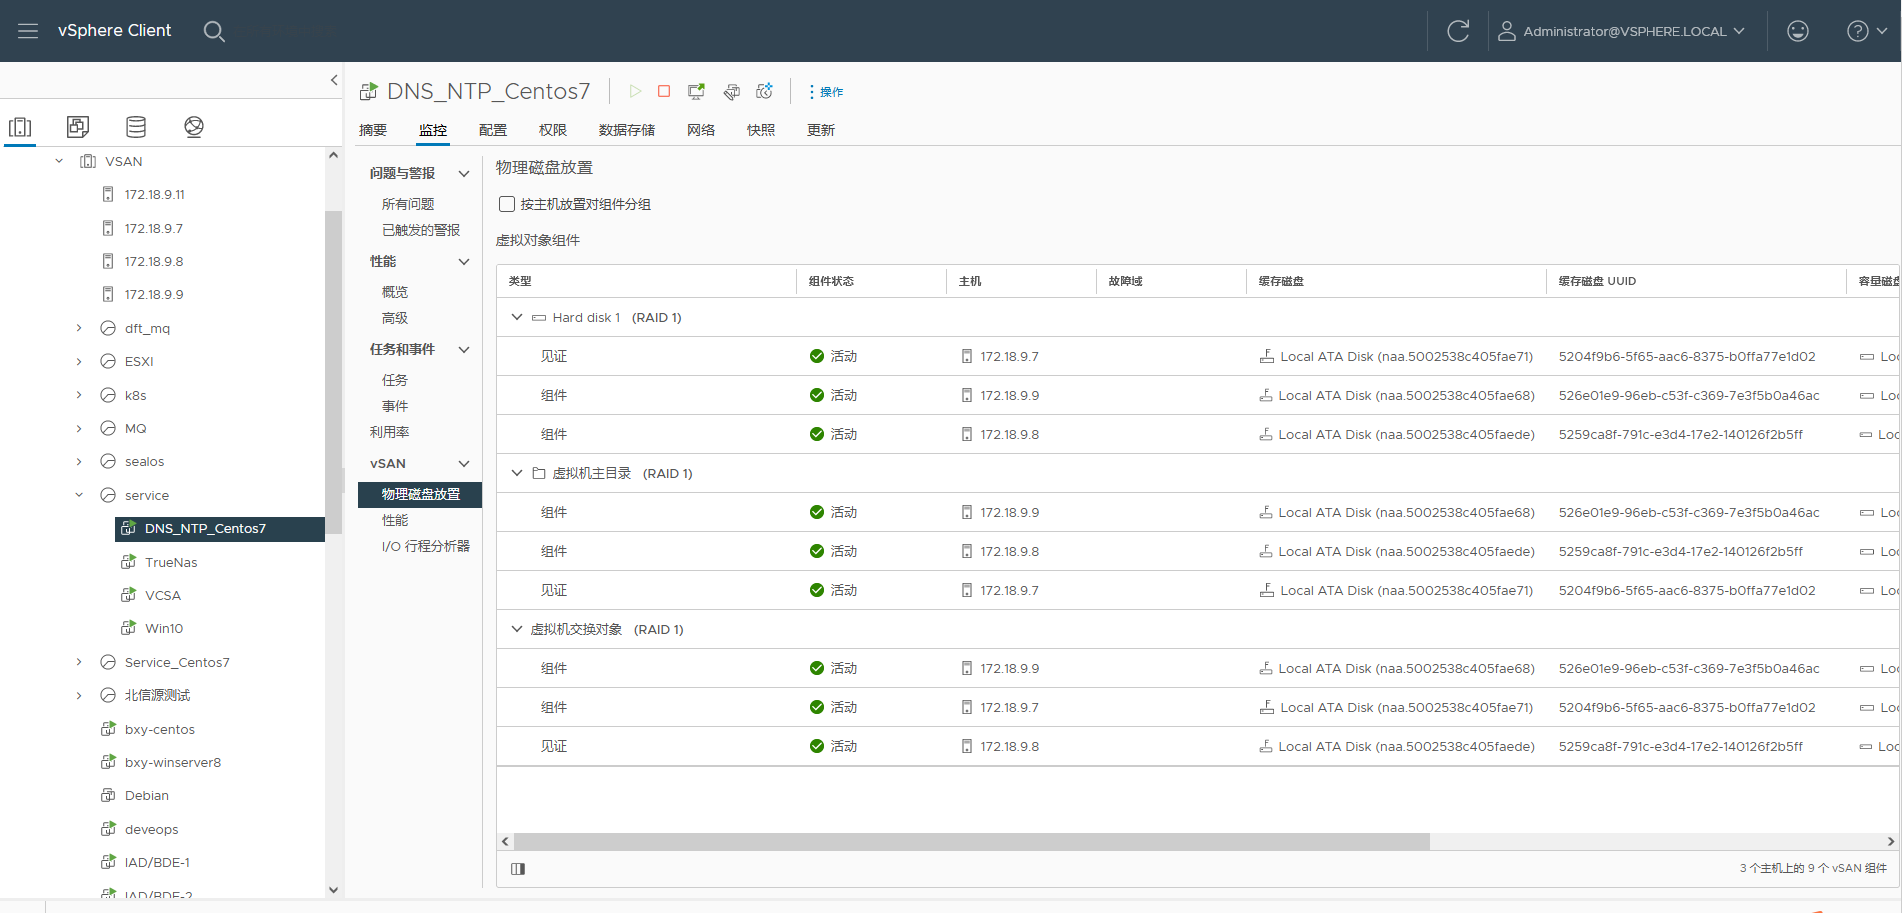 vSphere Client
Administrator@VSPHERE.LOCAL
VSAN
172.18.9.11
172.18.9.7
172.18.9.8
172.18.9.9
dft_mq
ESXI
k8s
MQ
sealos
service
DNS_NTP_Centos7
TrueNas
VCSA
Win10
Service_Centos7
北信源测试
bxy-centos
bxy-winserver8
Debian
deveops
IAD/BDE-1
IAD/BDE-2
DNS_NTP_Centos7 操作
摘要 监控 配置 权限 数据存储 网络 快照 更新
问题与警报
所有问题
已触发的警报
性能
概览
高级
任务和事件
任务
事件
利用率
vSAN
物理磁盘放置
性能
I/O 行程分析器
物理磁盘放置
按主机放置对组件分组
虚拟对象组件
类型 组件状态 主机 故障域 缓存磁盘 缓存磁盘 UUID 容量磁盘
Hard disk 1 (RAID 1)
见证 活动 172.18.9.7 Local ATA Disk (naa.5002538c405fae71) 5204f9b6-5f65-aac6-8375-b0ffa77e1d02 Loc
组件 活动 172.18.9.9 Local ATA Disk (naa.5002538c405fae68) 526e01e9-96eb-c53f-c369-7e3f5b0a46ac Loc
组件 活动 172.18.9.8 Local ATA Disk (naa.5002538c405faede) 5259ca8f-791c-e3d4-17e2-140126f2b5ff Loc
虚拟机主目录 (RAID 1)
组件 活动 172.18.9.9 Local ATA Disk (naa.5002538c405fae68) 526e01e9-96eb-c53f-c369-7e3f5b0a46ac Loc
组件 活动 172.18.9.8 Local ATA Disk (naa.5002538c405faede) 5259ca8f-791c-e3d4-17e2-140126f2b5ff Loc
见证 活动 172.18.9.7 Local ATA Disk (naa.5002538c405fae71) 5204f9b6-5f65-aac6-8375-b0ffa77e1d02 Loc
虚拟机交换对象 (RAID 1)
组件 活动 172.18.9.9 Local ATA Disk (naa.5002538c405fae68) 526e01e9-96eb-c53f-c369-7e3f5b0a46ac Loc
组件 活动 172.18.9.7 Local ATA Disk (naa.5002538c405fae71) 5204f9b6-5f65-aac6-8375-b0ffa77e1d02 Loc
见证 活动 172.18.9.8 Local ATA Disk (naa.5002538c405faede) 5259ca8f-791c-e3d4-17e2-140126f2b5ff Loc
3 个主机上的 9 个 vSAN 组件